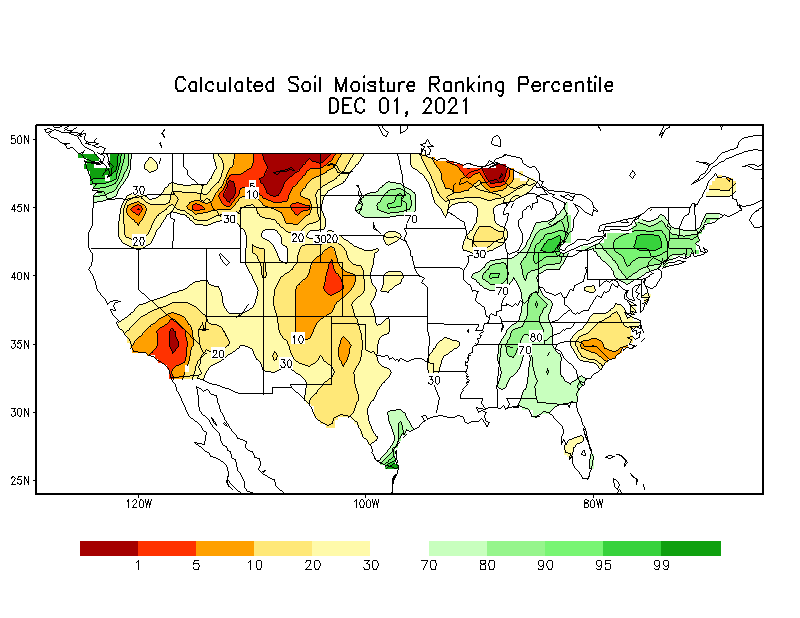 Calculated Soil Moisture Ranking Percentile
DEC 01, 2021
50N
45N
40N
35N
30N
25N
30
20
30
5
10
20
30
20
70
30
70
10
20
30
30
80
70
120W
100W
80W
1 5 10 20 30 70 80 90 95 99